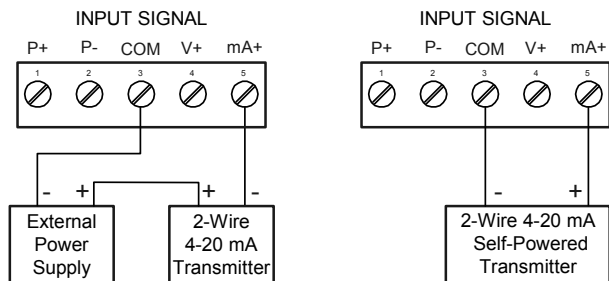 INPUT SIGNAL
P+ P- COM V+ mA+
1 2 3 4 5
- + + -
External
Power
Supply
2-Wire
4-20 mA
Transmitter
INPUT SIGNAL
P+ P- COM V+ mA+
1 2 3 4 5
- +
2-Wire 4-20 mA
Self-Powered
Transmitter